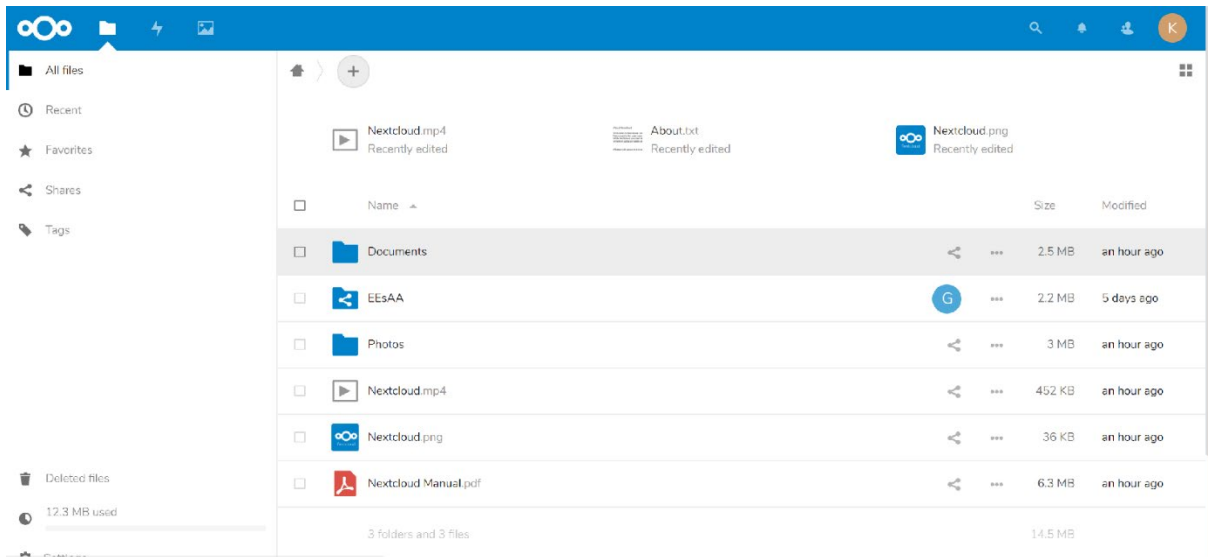 K
All files
Recent
Favorites
Shares
Tags
Deleted files
12.3 MB used
Settings
+
Nextcloud.mp4
Recently edited
About.txt
Recently edited
Nextcloud.png
Recently edited
Name Size Modified
Documents 2.5 MB an hour ago
EEsAA G 2.2 MB 5 days ago
Photos 3 MB an hour ago
Nextcloud.mp4 452 KB an hour ago
Nextcloud.png 36 KB an hour ago
Nextcloud Manual.pdf 6.3 MB an hour ago
3 folders and 3 files 14.5 MB